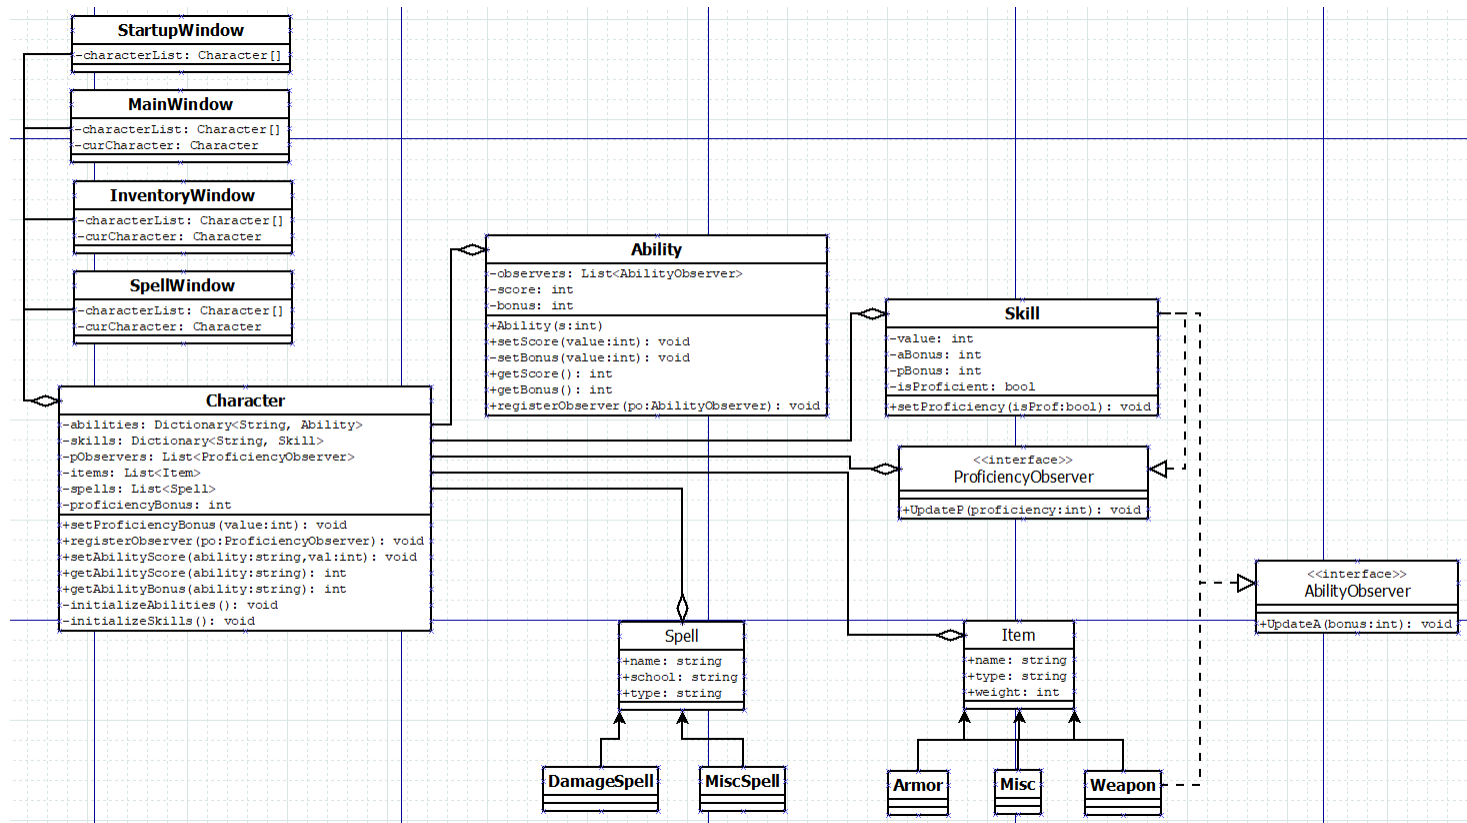 StartupWindow
-characterList: Character[]
MainWindow
-characterList: Character[]
-curCharacter: Character
InventoryWindow
-characterList: Character[]
-curCharacter: Character
SpellWindow
-characterList: Character[]
-curCharacter: Character
Character
-abilities: Dictionary<String, Ability>
-skills: Dictionary<String, Skill>
-pObservers: List<ProficiencyObserver>
-items: List<Item>
-spells: List<Spell>
-proficiencyBonus: int
+setProficiencyBonus(value:int): void
+registerObserver(po:ProficiencyObserver): void
+setAbilityScore(ability:string,val:int): void
+getAbilityScore(ability:string): int
+getAbilityBonus(ability:string): int
-initializeAbilities(): void
-initializeSkills(): void
Ability
-observers: List<AbilityObserver>
-score: int
-bonus: int
+Ability(s:int)
+setScore(value:int): void
-setBonus(value:int): void
+getScore(): int
+getBonus(): int
+registerObserver(po:AbilityObserver): void
Skill
-value: int
-aBonus: int
-pBonus: int
-isProficient: bool
+setProficiency(isProf:bool): void
<<interface>>
ProficiencyObserver
+UpdateP(proficiency:int): void
<<interface>>
AbilityObserver
+UpdateA(bonus:int): void
Spell
+name: string
+school: string
+type: string
Item
+name: string
+type: string
+weight: int
DamageSpell
MiscSpell
Armor
Misc
Weapon